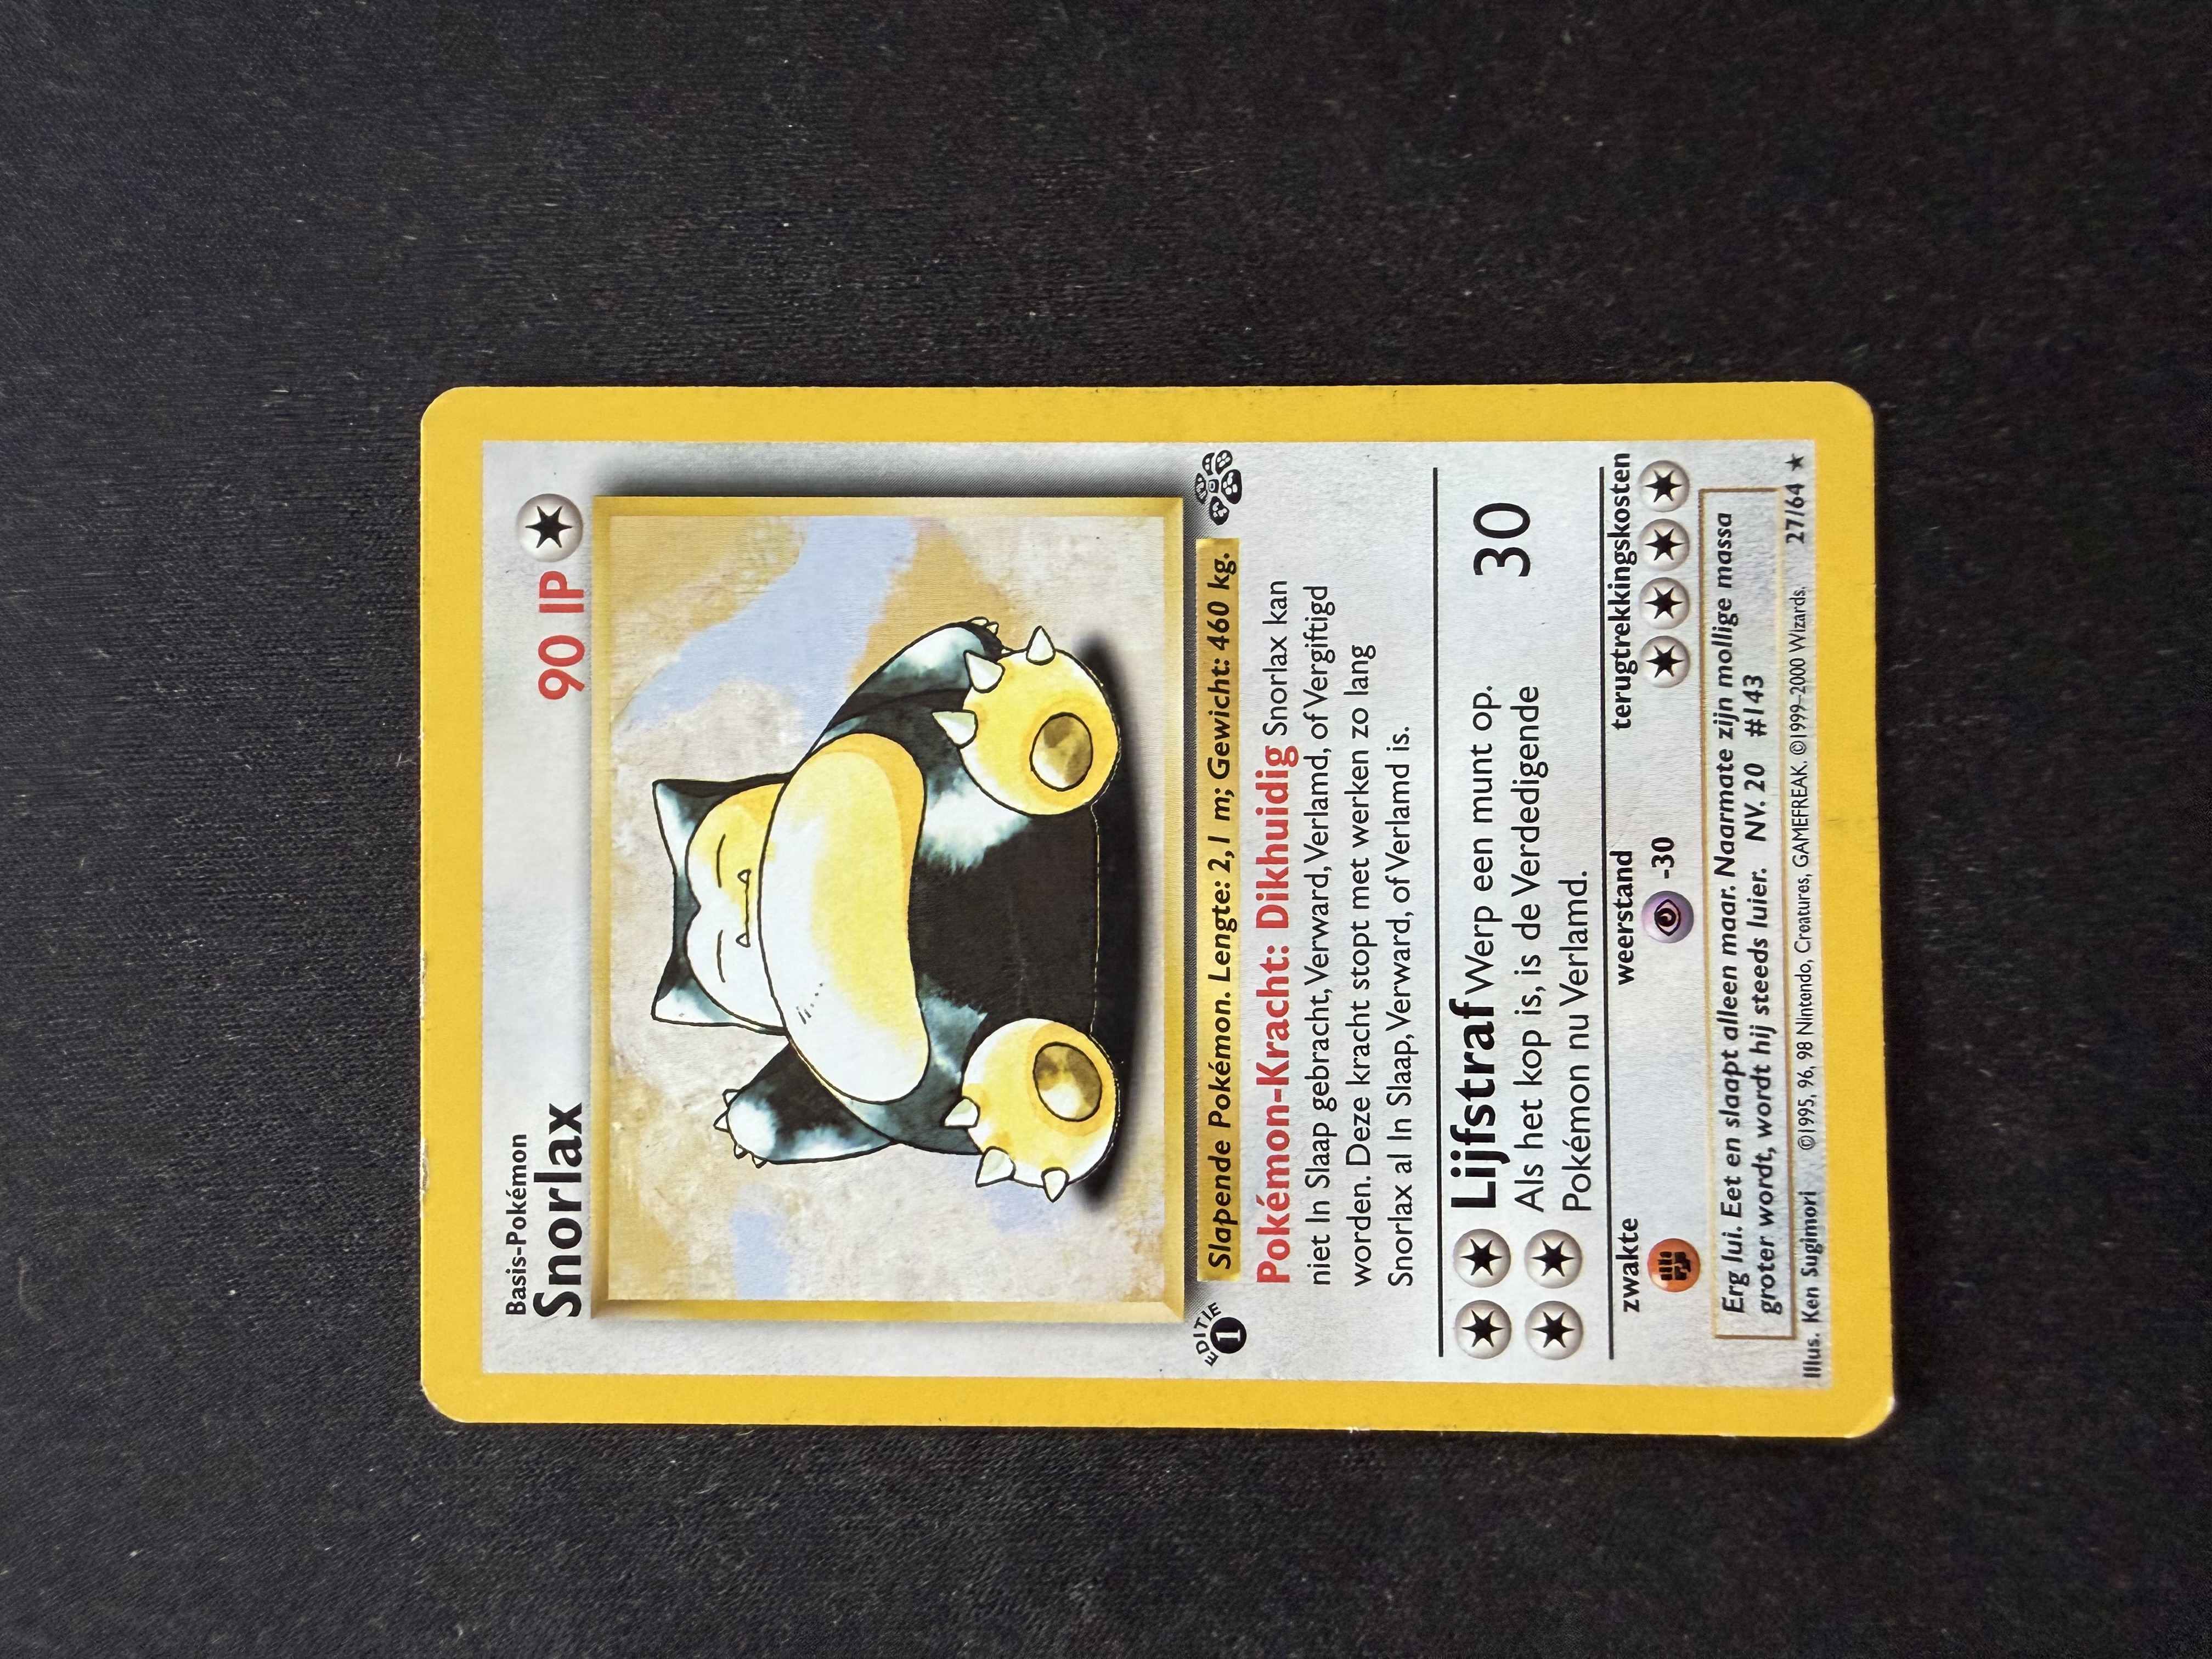 Basis-Pokémon
Snorlax
90 IP
EDITIE
1
Slapende Pokémon. Lengte: 2,1 m; Gewicht: 460 kg.
Pokémon-Kracht: Dikhuidig Snorlax kan
niet In Slaap gebracht, Verward, Verlamd, of Vergiftigd
worden. Deze kracht stopt met werken zo lang
Snorlax al In Slaap, Verward, of Verlamd is.
Lijfstraf Werp een munt op.
30
Als het kop is, is de Verdedigende
Pokémon nu Verlamd.
zwakte
weerstand
terugtrekkingskosten
-30
Erg lui. Eet en slaapt alleen maar. Naarmate zijn mollige massa
groter wordt, wordt hij steeds luier. NV. 20 #143
Illus. Ken Sugimori ©1995, 96, 98 Nintendo, Creatures, GAMEFREAK. ©1999-2000 Wizards. 27/64 ★